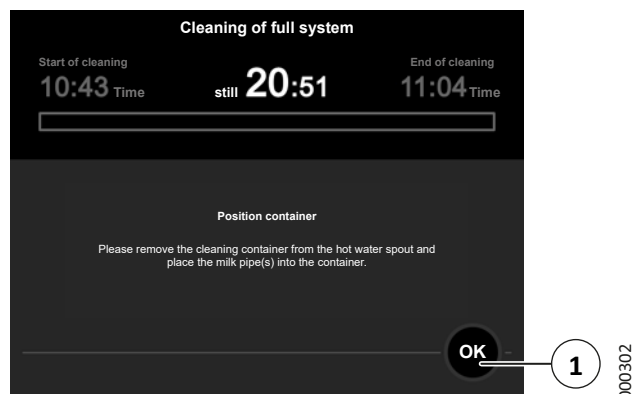 Cleaning of full system
Start of cleaning
End of cleaning
10:43 Time
still 20:51
11:04 Time
Position container
Please remove the cleaning container from the hot water spout and
place the milk pipe(s) into the container.
OK
1